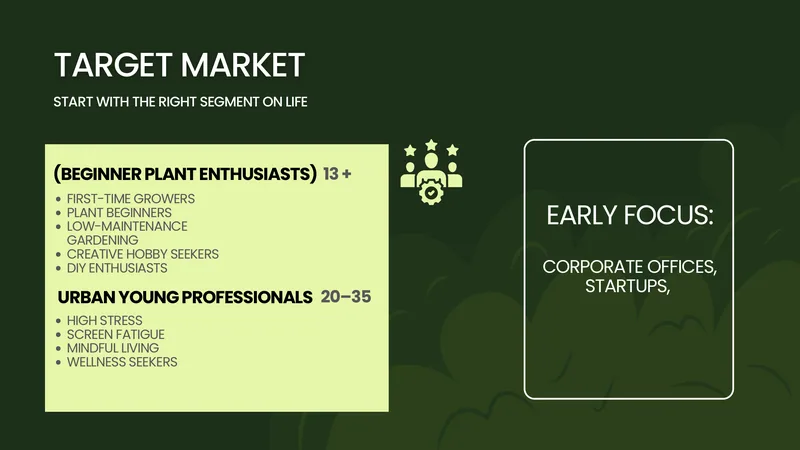 TARGET MARKET
START WITH THE RIGHT SEGMENT ON LIFE
(BEGINNER PLANT ENTHUSIASTS) 13 +
• FIRST-TIME GROWERS
• PLANT BEGINNERS
• LOW-MAINTENANCE
GARDENING
• CREATIVE HOBBY SEEKERS
• DIY ENTHUSIASTS
URBAN YOUNG PROFESSIONALS 20–35
• HIGH STRESS
• SCREEN FATIGUE
• MINDFUL LIVING
• WELLNESS SEEKERS
EARLY FOCUS:
CORPORATE OFFICES,
STARTUPS,